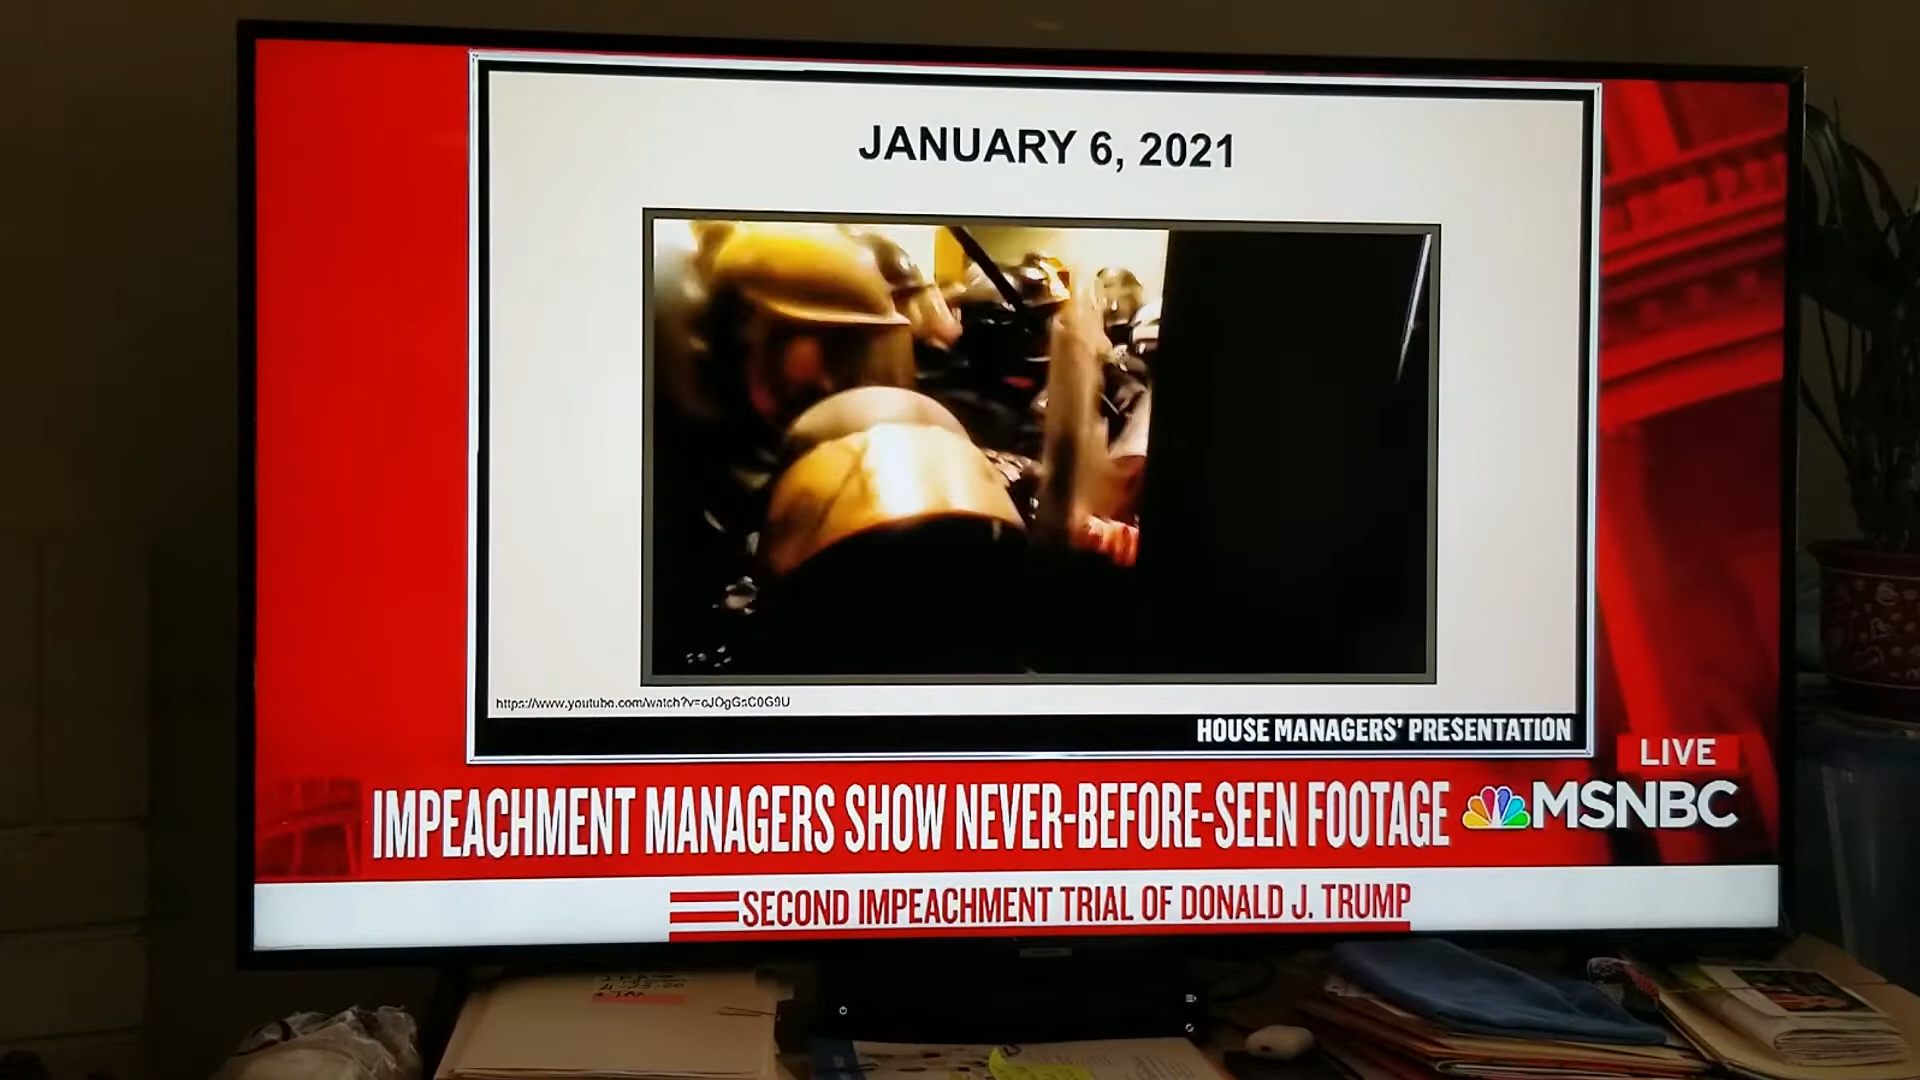 JANUARY 6, 2021
HOUSE MANAGERS' PRESENTATION
LIVE
IMPEACHMENT MANAGERS SHOW NEVER-BEFORE-SEEN FOOTAGE
MSNBC
SECOND IMPEACHMENT TRIAL OF DONALD J. TRUMP